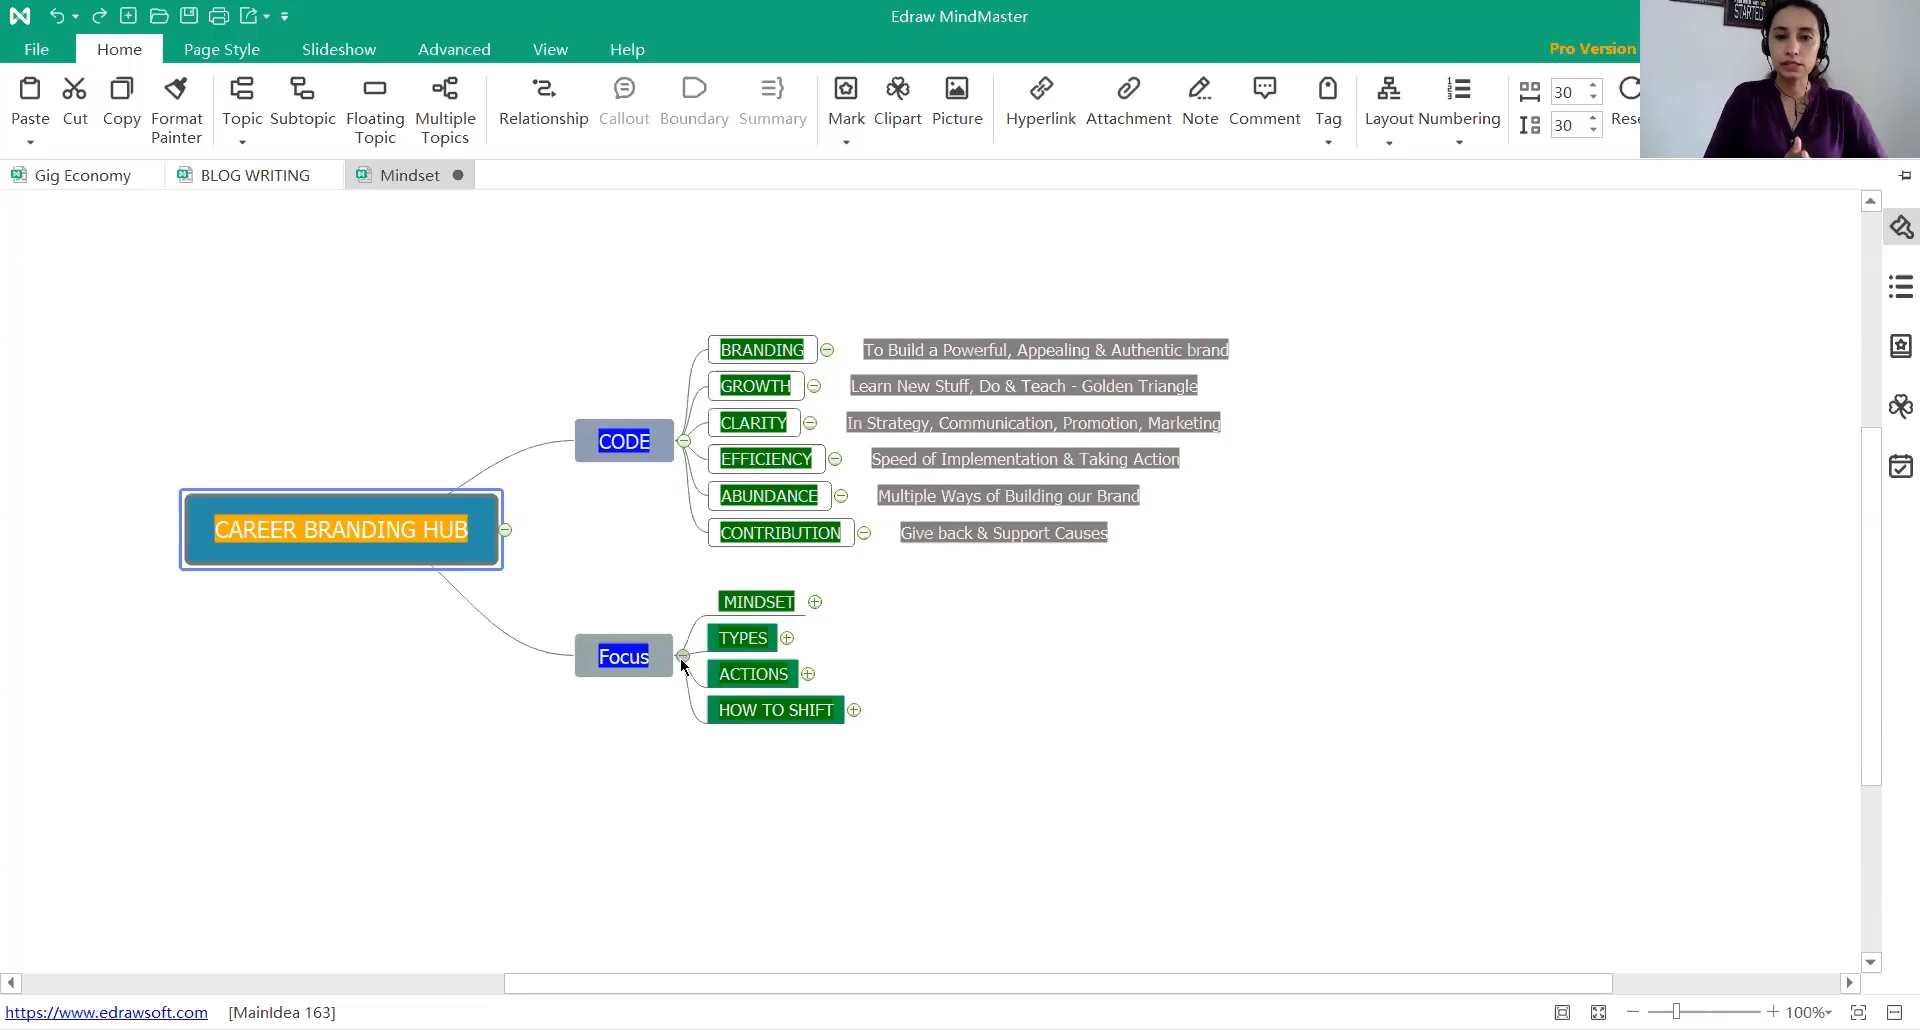 Edraw MindMaster
File Home Page Style Slideshow Advanced View Help Pro Version
STARTED
Paste Cut Copy Format Painter Topic Subtopic Floating Topic Multiple Topics Relationship Callout Boundary Summary Mark Clipart Picture Hyperlink Attachment Note Comment Tag Layout Numbering 30 30 Rese
Gig Economy BLOG WRITING Mindset
BRANDING To Build a Powerful, Appealing & Authentic brand
GROWTH Learn New Stuff, Do & Teach - Golden Triangle
CLARITY In Strategy, Communication, Promotion, Marketing
CODE
EFFICIENCY Speed of Implementation & Taking Action
ABUNDANCE Multiple Ways of Building our Brand
CONTRIBUTION Give back & Support Causes
CAREER BRANDING HUB
MINDSET
TYPES
Focus
ACTIONS
HOW TO SHIFT
https://www.edrawsoft.com [MainIdea 163] 100%